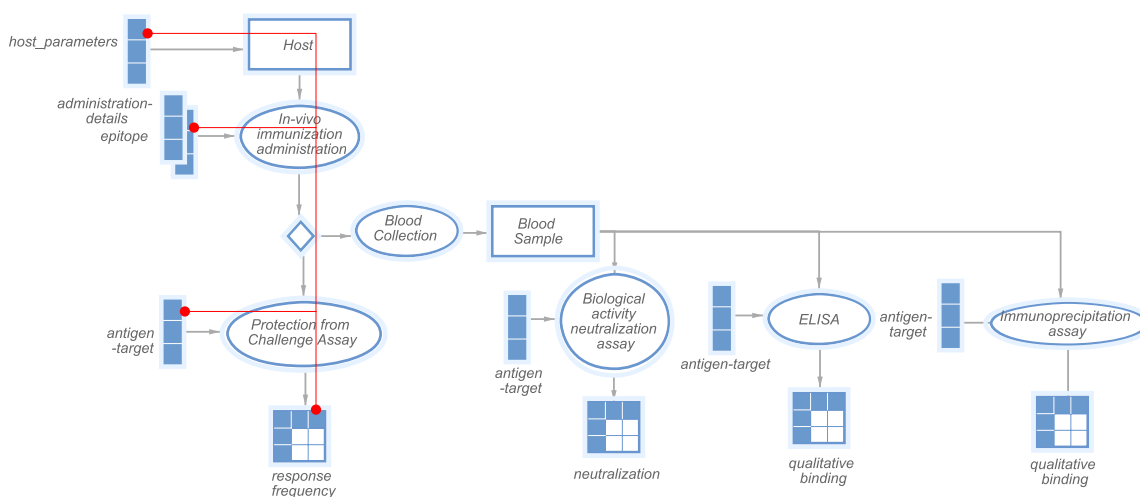 host_parameters
Host
administration-
details
epitope
In-vivo
immunization
administration
Blood
Collection
Blood
Sample
antigen
-target
Protection from
Challenge Assay
response
frequency
antigen
-target
Biological
activity
neutralization
assay
neutralization
antigen-target
ELISA
qualitative
binding
antigen-
target
Immunoprecipitation
assay
qualitative
binding